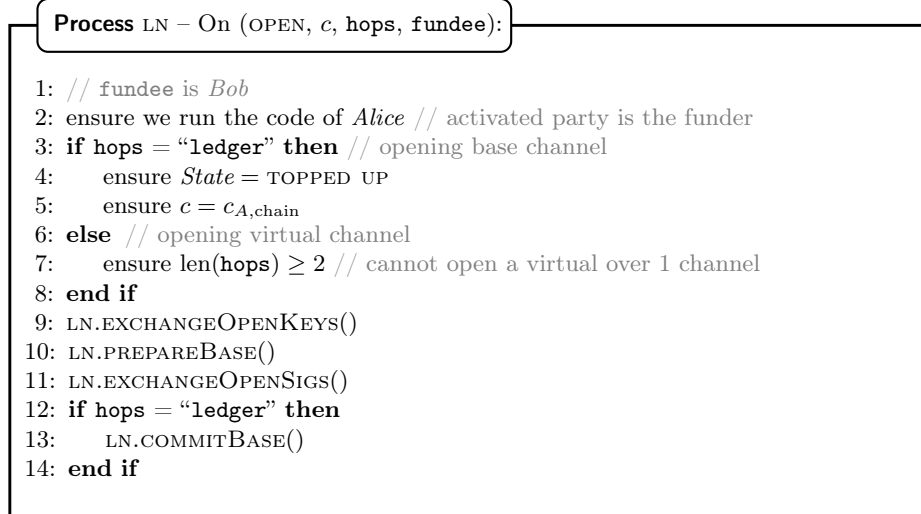 Process LN – On (OPEN, c, hops, fundee):
1: // fundee is Bob
2: ensure we run the code of Alice // activated party is the funder
3: if hops = “ledger” then // opening base channel
4: ensure State = TOPPED UP
5: ensure c = c_{A,chain}
6: else // opening virtual channel
7: ensure len(hops) ≥ 2 // cannot open a virtual over 1 channel
8: end if
9: LN.EXCHANGEOPENKEYS()
10: LN.PREPAREBASE()
11: LN.EXCHANGEOPENSIGS()
12: if hops = “ledger” then
13: LN.COMMITBASE()
14: end if